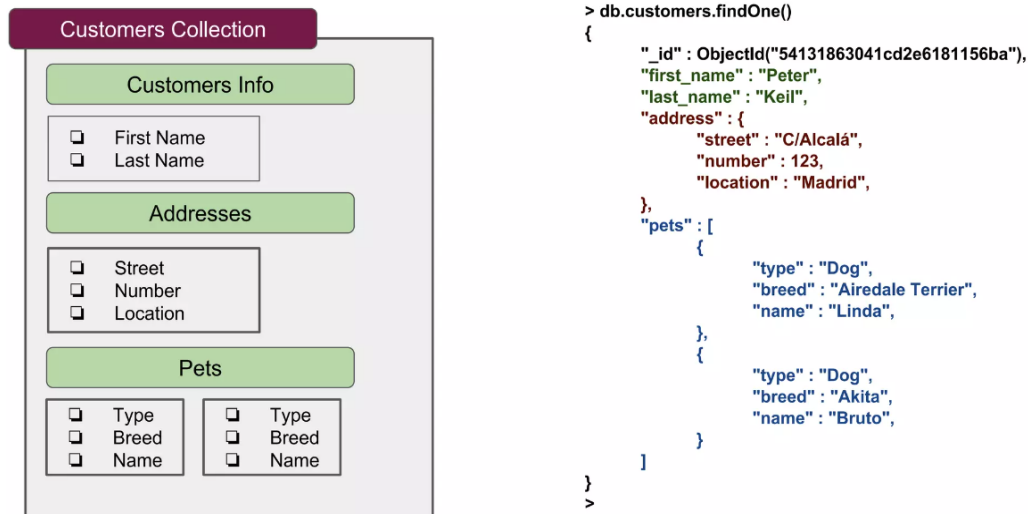 Customers Collection
Customers Info
❏ First Name
❏ Last Name
Addresses
❏ Street
❏ Number
❏ Location
Pets
❏ Type
❏ Breed
❏ Name
❏ Type
❏ Breed
❏ Name
> db.customers.findOne()
{
"_id" : ObjectId("54131863041cd2e6181156ba"),
"first_name" : "Peter",
"last_name" : "Keil",
"address" : {
"street" : "C/Alcalá",
"number" : 123,
"location" : "Madrid",
},
"pets" : [
{
"type" : "Dog",
"breed" : "Airedale Terrier",
"name" : "Linda",
},
{
"type" : "Dog",
"breed" : "Akita",
"name" : "Bruto",
}
]
}
>